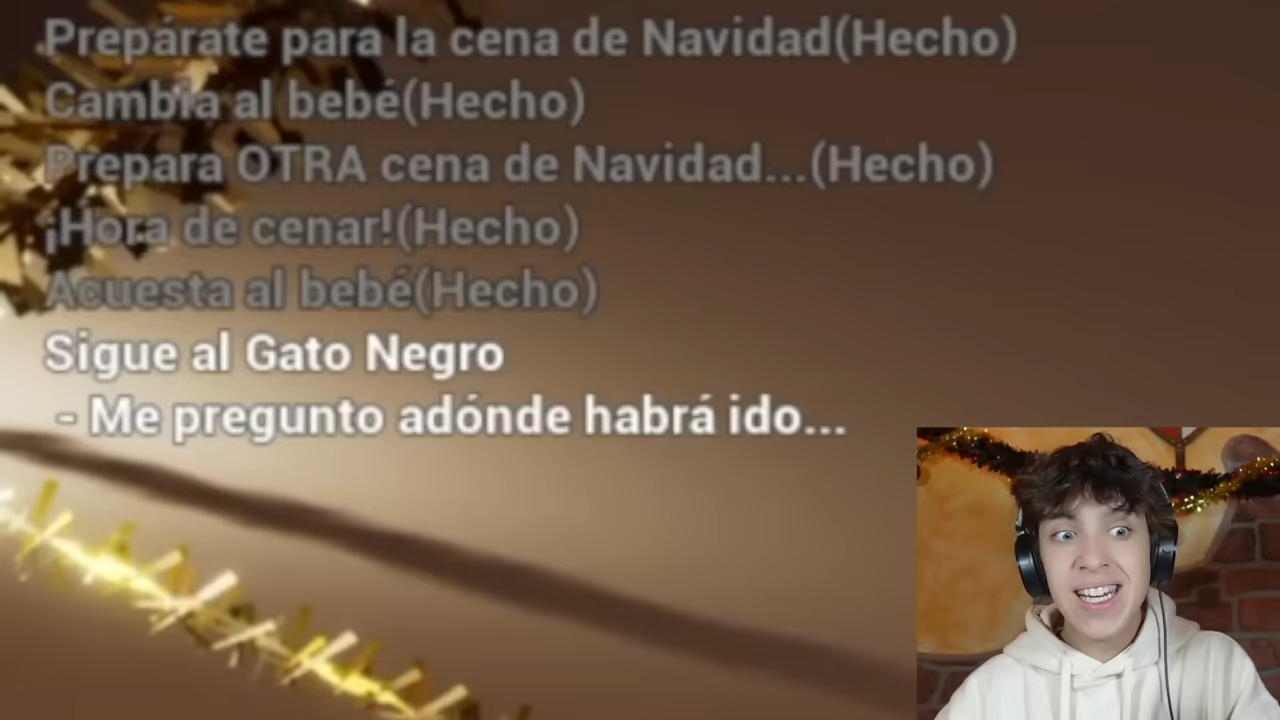 Prepárate para la cena de Navidad(Hecho)
Cambia al bebé(Hecho)
Prepara OTRA cena de Navidad...(Hecho)
¡Hora de cenar!(Hecho)
Acuesta al bebé(Hecho)
Sigue al Gato Negro
- Me pregunto adónde habrá ido...